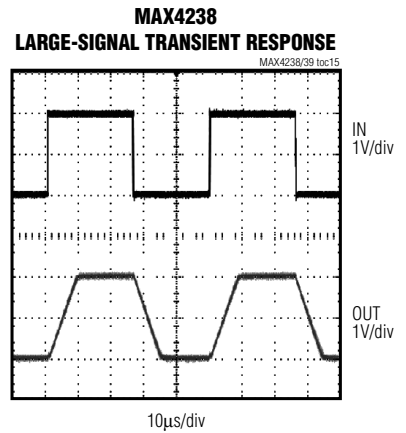 MAX4238
LARGE-SIGNAL TRANSIENT RESPONSE
MAX4238/39 toc15
IN
1V/div
OUT
1V/div
10μs/div